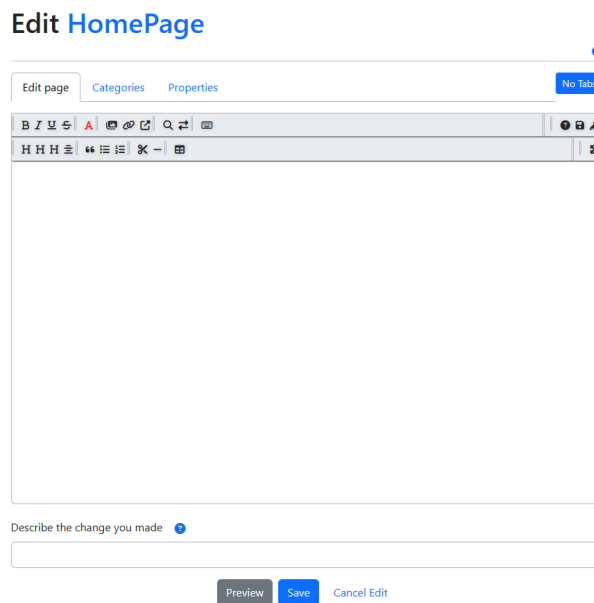 Edit HomePage
Edit page Categories Properties No Tabs
B I U S A
H H H
Describe the change you made
Preview Save Cancel Edit